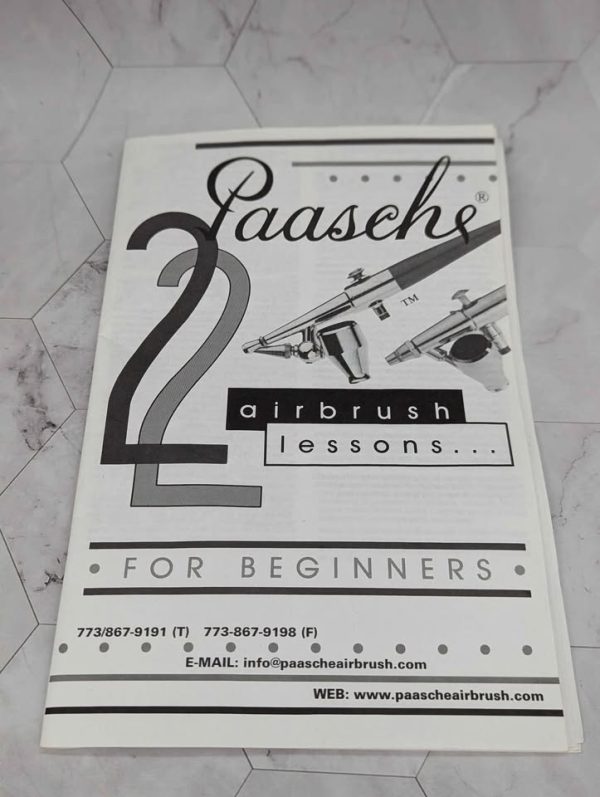 Paasche®
22
TM
airbrush
lessons...
• FOR BEGINNERS •
773/867-9191 (T) 773-867-9198 (F)
E-MAIL: info@paascheairbrush.com
WEB: www.paascheairbrush.com